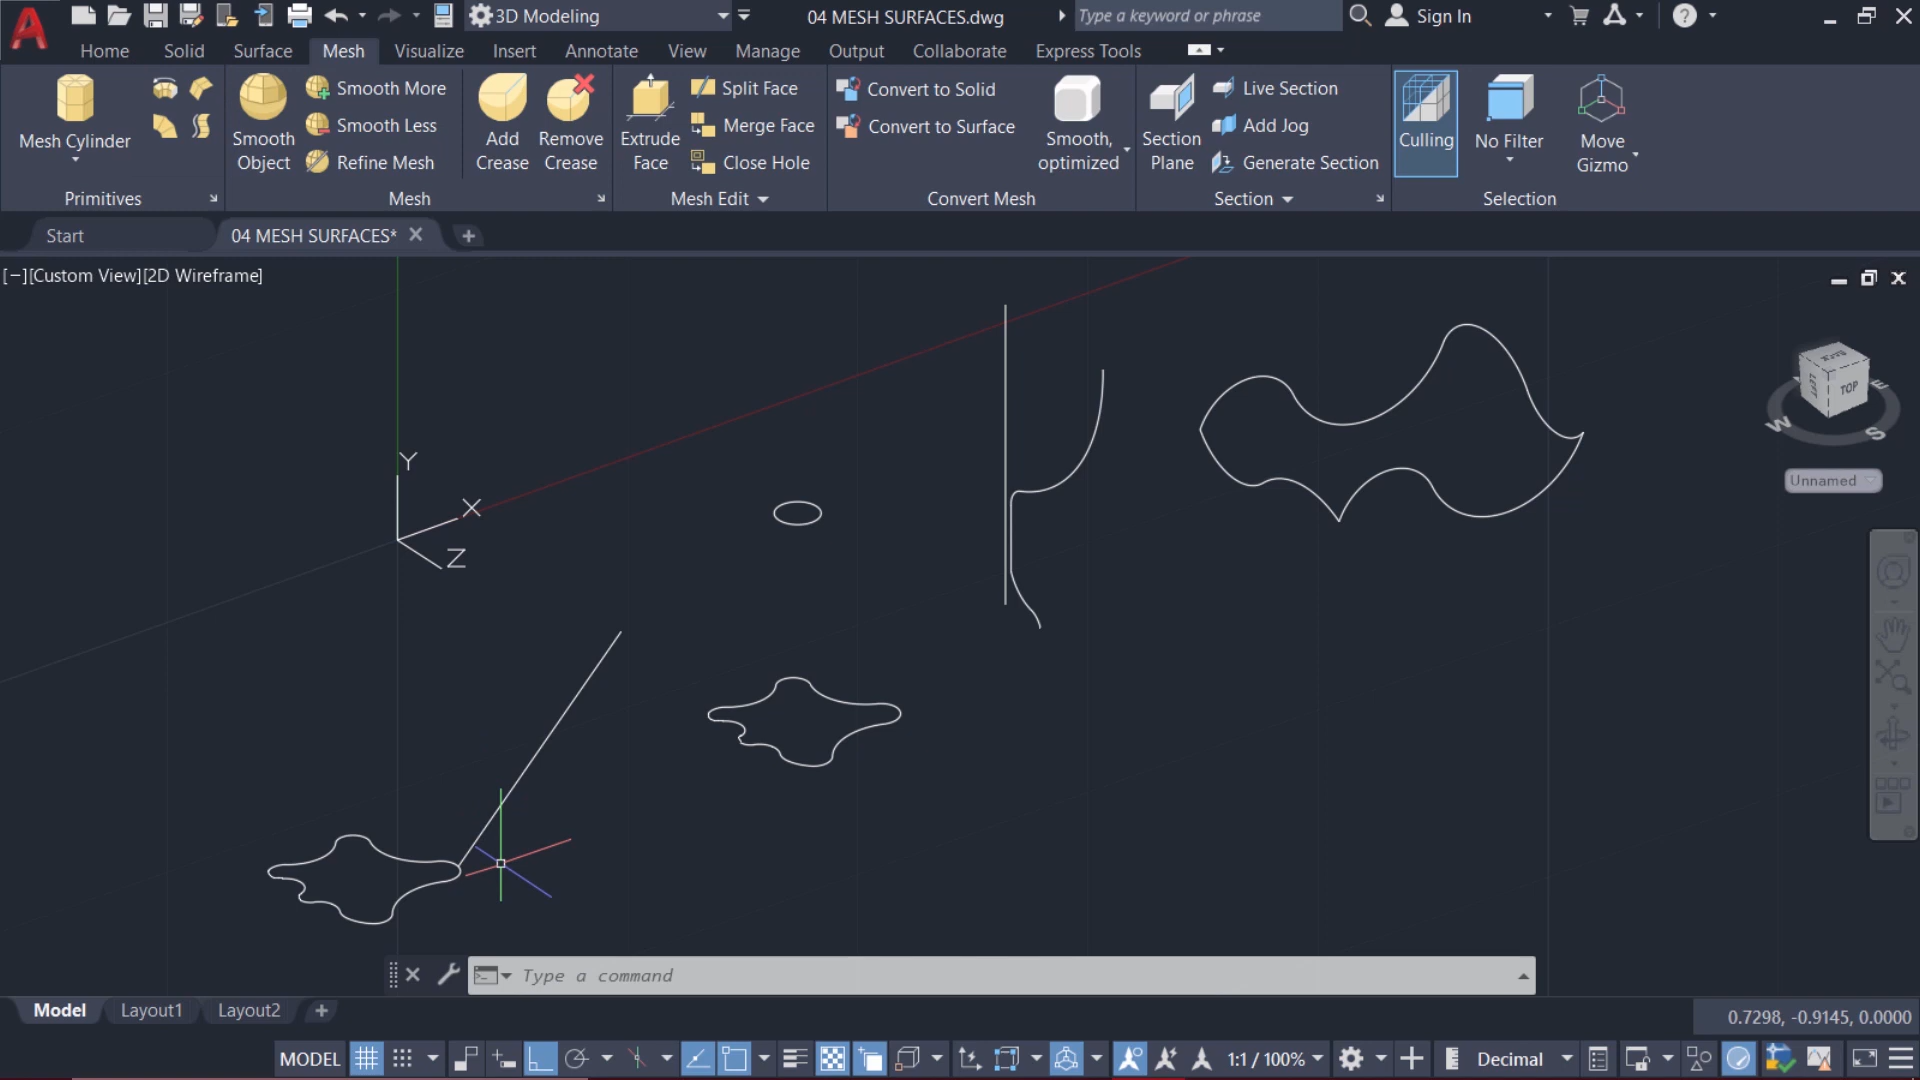 3D Modeling
04 MESH SURFACES.dwg
Type a keyword or phrase
Sign In
Home Solid Surface Mesh Visualize Insert Annotate View Manage Output Collaborate Express Tools
Mesh Cylinder
Primitives
Smooth Object
Smooth More
Smooth Less
Refine Mesh
Add Crease
Remove Crease
Mesh
Extrude Face
Split Face
Merge Face
Close Hole
Mesh Edit
Convert to Solid
Convert to Surface
Smooth, optimized
Convert Mesh
Section Plane
Live Section
Add Jog
Generate Section
Section
Culling
No Filter
Move Gizmo
Selection
Start
04 MESH SURFACES*
[−][Custom View][2D Wireframe]
Y
X
Z
LEFT
TOP
E
W
S
Unnamed
Type a command
Model Layout1 Layout2
0.7298, -0.9145, 0.0000
MODEL
1:1 / 100%
Decimal